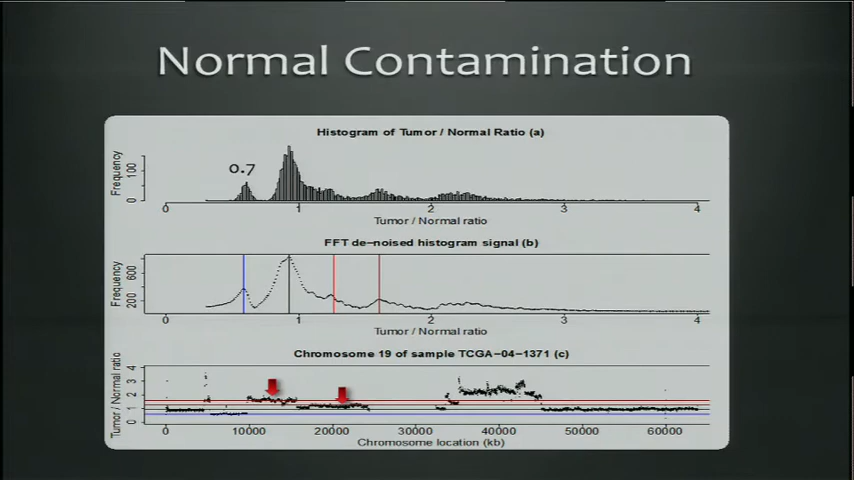 Normal Contamination
Histogram of Tumor / Normal Ratio (a)
0.7
Frequency
0 100
0 1 2 3 4
Tumor / Normal ratio
FFT de-noised histogram signal (b)
Frequency
200 600
0 1 2 3 4
Tumor / Normal ratio
Chromosome 19 of sample TCGA-04-1371 (c)
Tumor / Normal ratio
0 1 2 3 4
0 10000 20000 30000 40000 50000 60000
Chromosome location (kb)